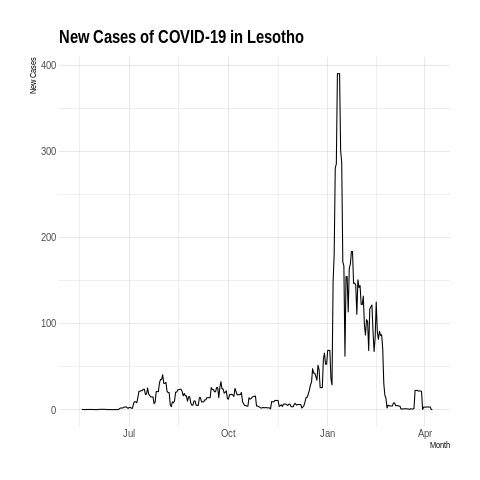 New Cases of COVID-19 in Lesotho
New Cases
400
300
200
100
0
Jul Oct Jan Apr
Month